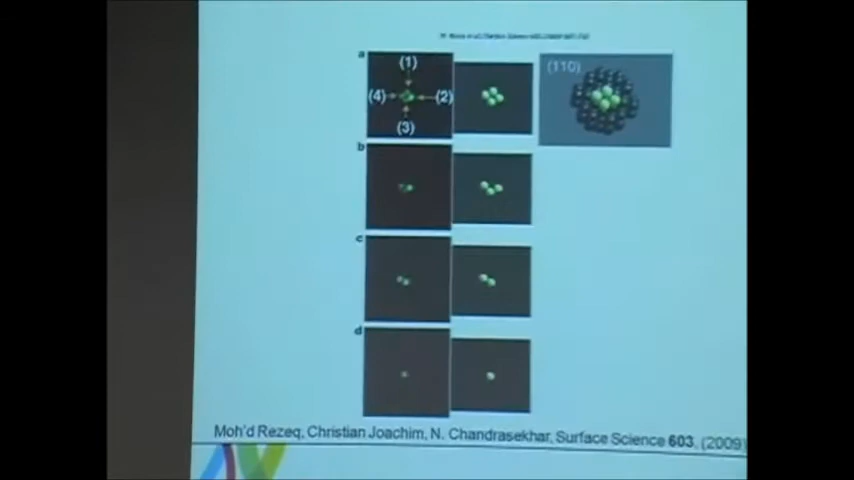 a
(1)
(110)
(4)
(2)
(3)
b
c
d
Moh'd Rezeq, Christian Joachim, N. Chandrasekhar, Surface Science 603, (2009)